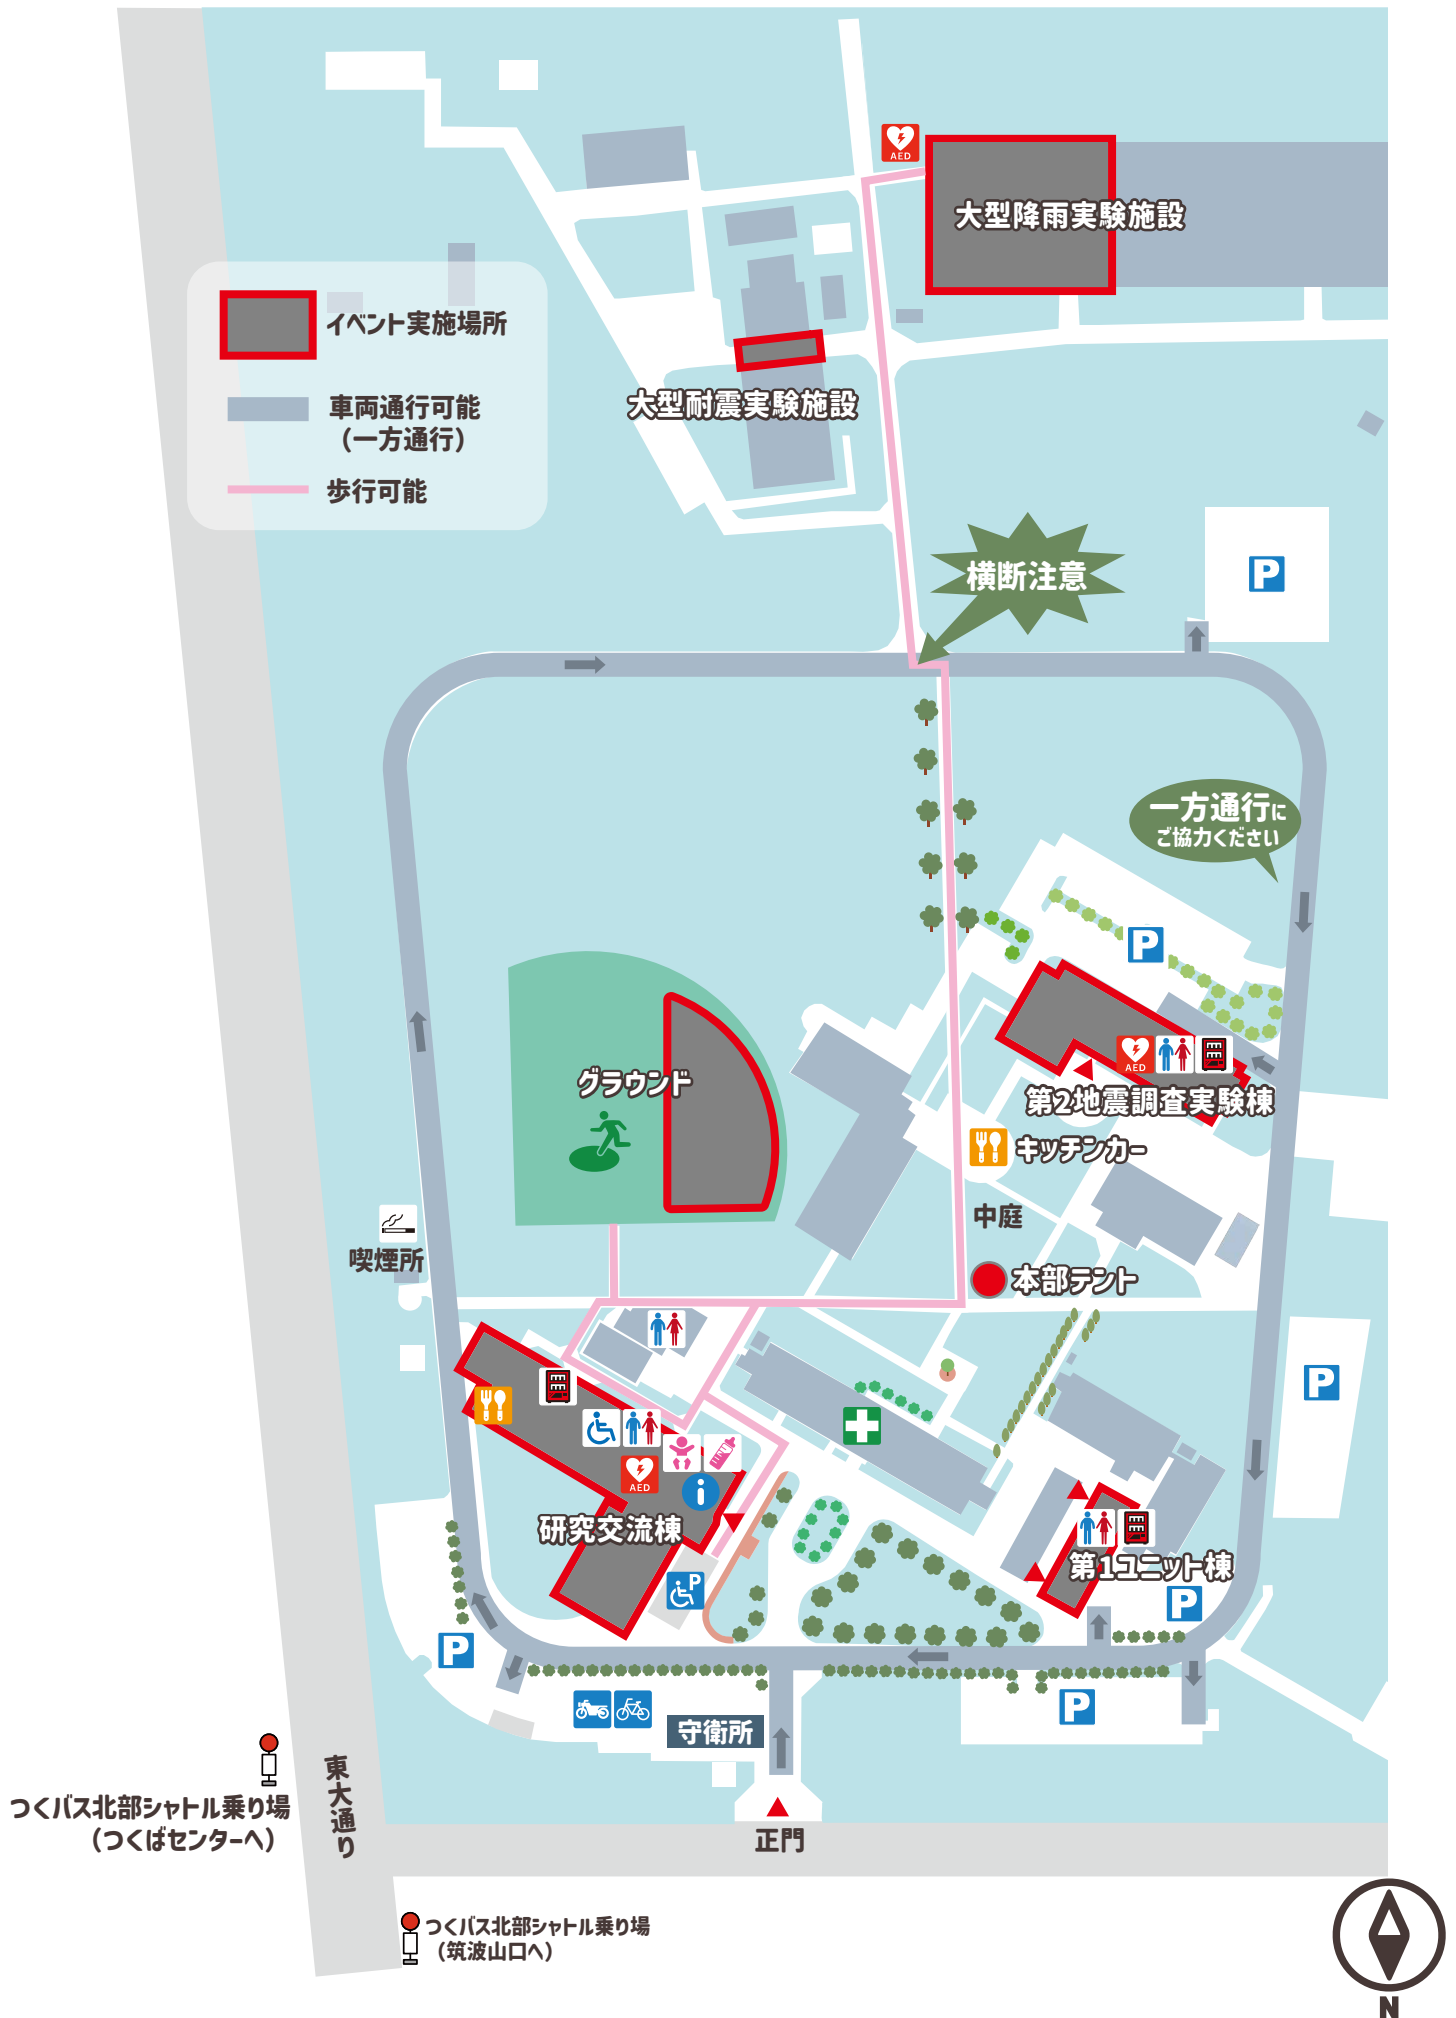 AED
大型降雨実験施設
イベント実施場所
車両通行可能
(一方通行)
歩行可能
大型耐震実験施設
横断注意
P
一方通行に
ご協力ください
P
グラウンド
AED
第2地震調査実験棟
キッチンカー
中庭
喫煙所
本部テント
P
AED
i
研究交流棟
P
第1ユニット棟
P
P
P
守衛所
東大通り
つくバス北部シャトル乗り場
(つくばセンターへ)
正門
つくバス北部シャトル乗り場
(筑波山口へ)
N